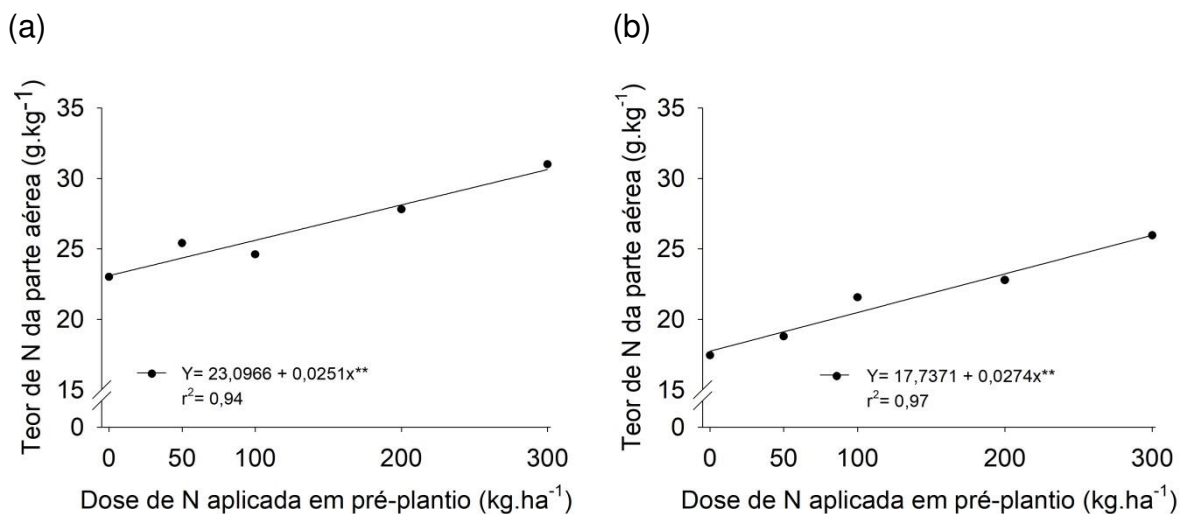 (a)
Teor de N da parte aérea (g.kg⁻¹)
35
30
25
20
15
0
Y= 23,0966 + 0,0251x**
r²= 0,94
0 50 100 200 300
Dose de N aplicada em pré-plantio (kg.ha⁻¹)
(b)
Teor de N da parte aérea (g.kg⁻¹)
35
30
25
20
15
0
Y= 17,7371 + 0,0274x**
r²= 0,97
0 50 100 200 300
Dose de N aplicada em pré-plantio (kg.ha⁻¹)